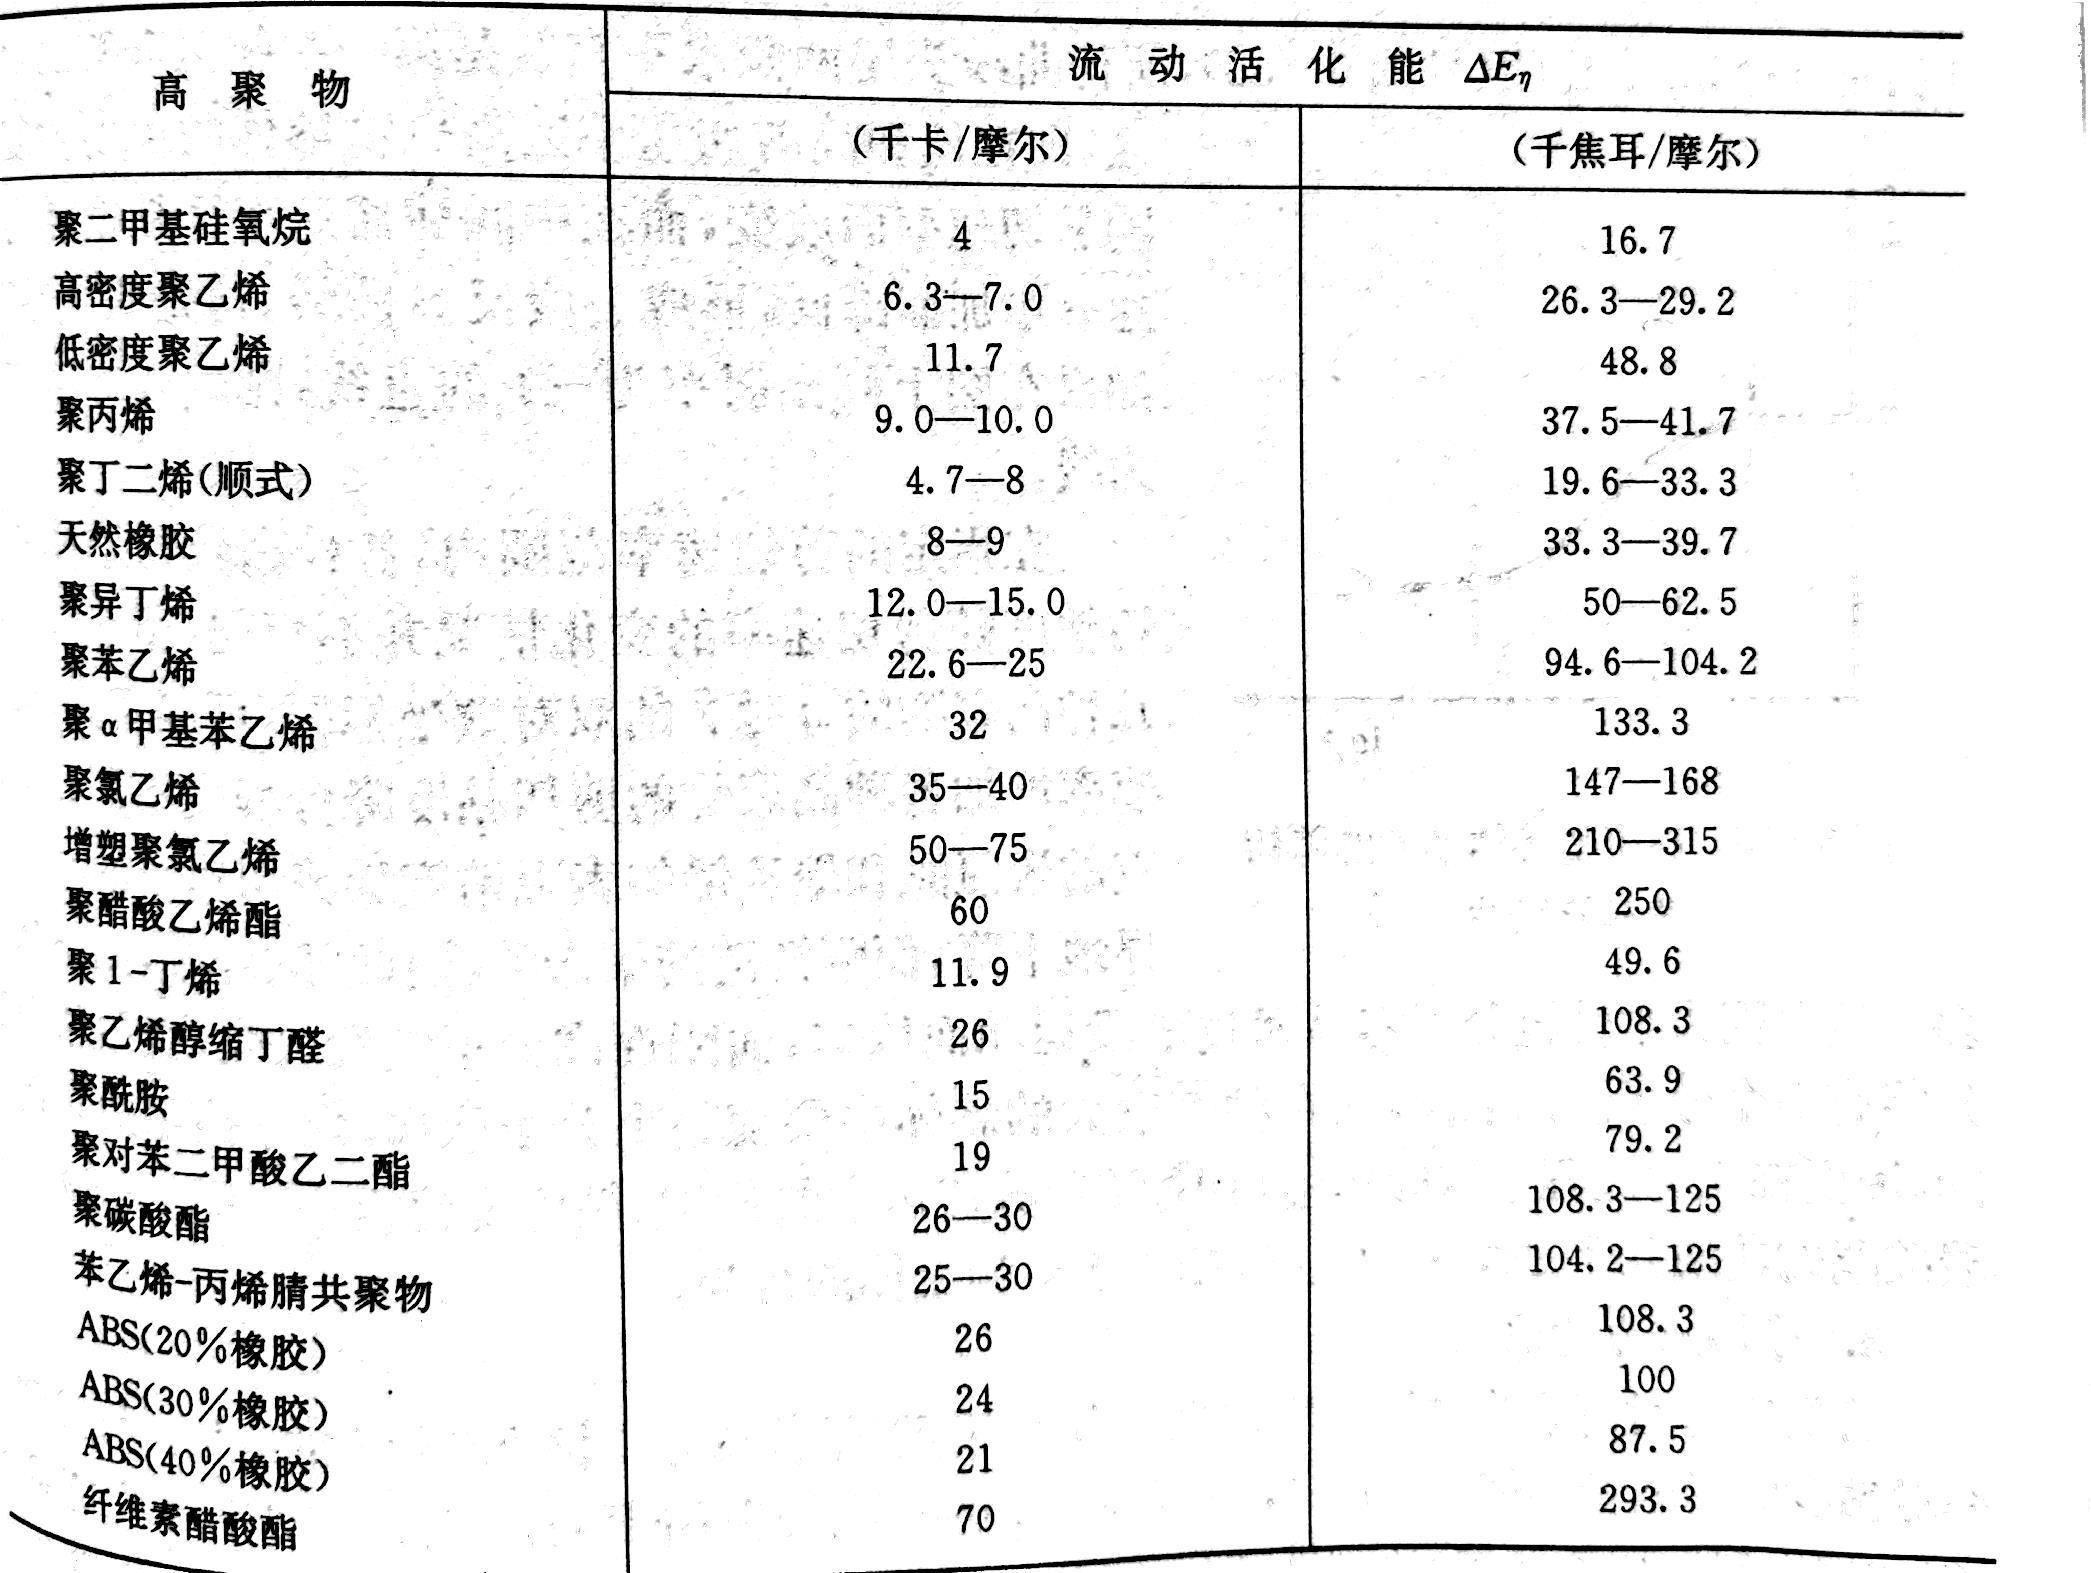 高聚物 流动活化能 ΔEη
(千卡/摩尔) (千焦耳/摩尔)
聚二甲基硅氧烷 4 16.7
高密度聚乙烯 6.3—7.0 26.3—29.2
低密度聚乙烯 11.7 48.8
聚丙烯 9.0—10.0 37.5—41.7
聚丁二烯(顺式) 4.7—8 19.6—33.3
天然橡胶 8—9 33.3—39.7
聚异丁烯 12.0—15.0 50—62.5
聚苯乙烯 22.6—25 94.6—104.2
聚α甲基苯乙烯 32 133.3
聚氯乙烯 35—40 147—168
增塑聚氯乙烯 50—75 210—315
聚醋酸乙烯酯 60 250
聚1-丁烯 11.9 49.6
聚乙烯醇缩丁醛 26 108.3
聚酰胺 15 63.9
聚对苯二甲酸乙二酯 19 79.2
聚碳酸酯 26—30 108.3—125
苯乙烯-丙烯腈共聚物 25—30 104.2—125
ABS(20%橡胶) 26 108.3
ABS(30%橡胶) 24 100
ABS(40%橡胶) 21 87.5
纤维素醋酸酯 70 293.3